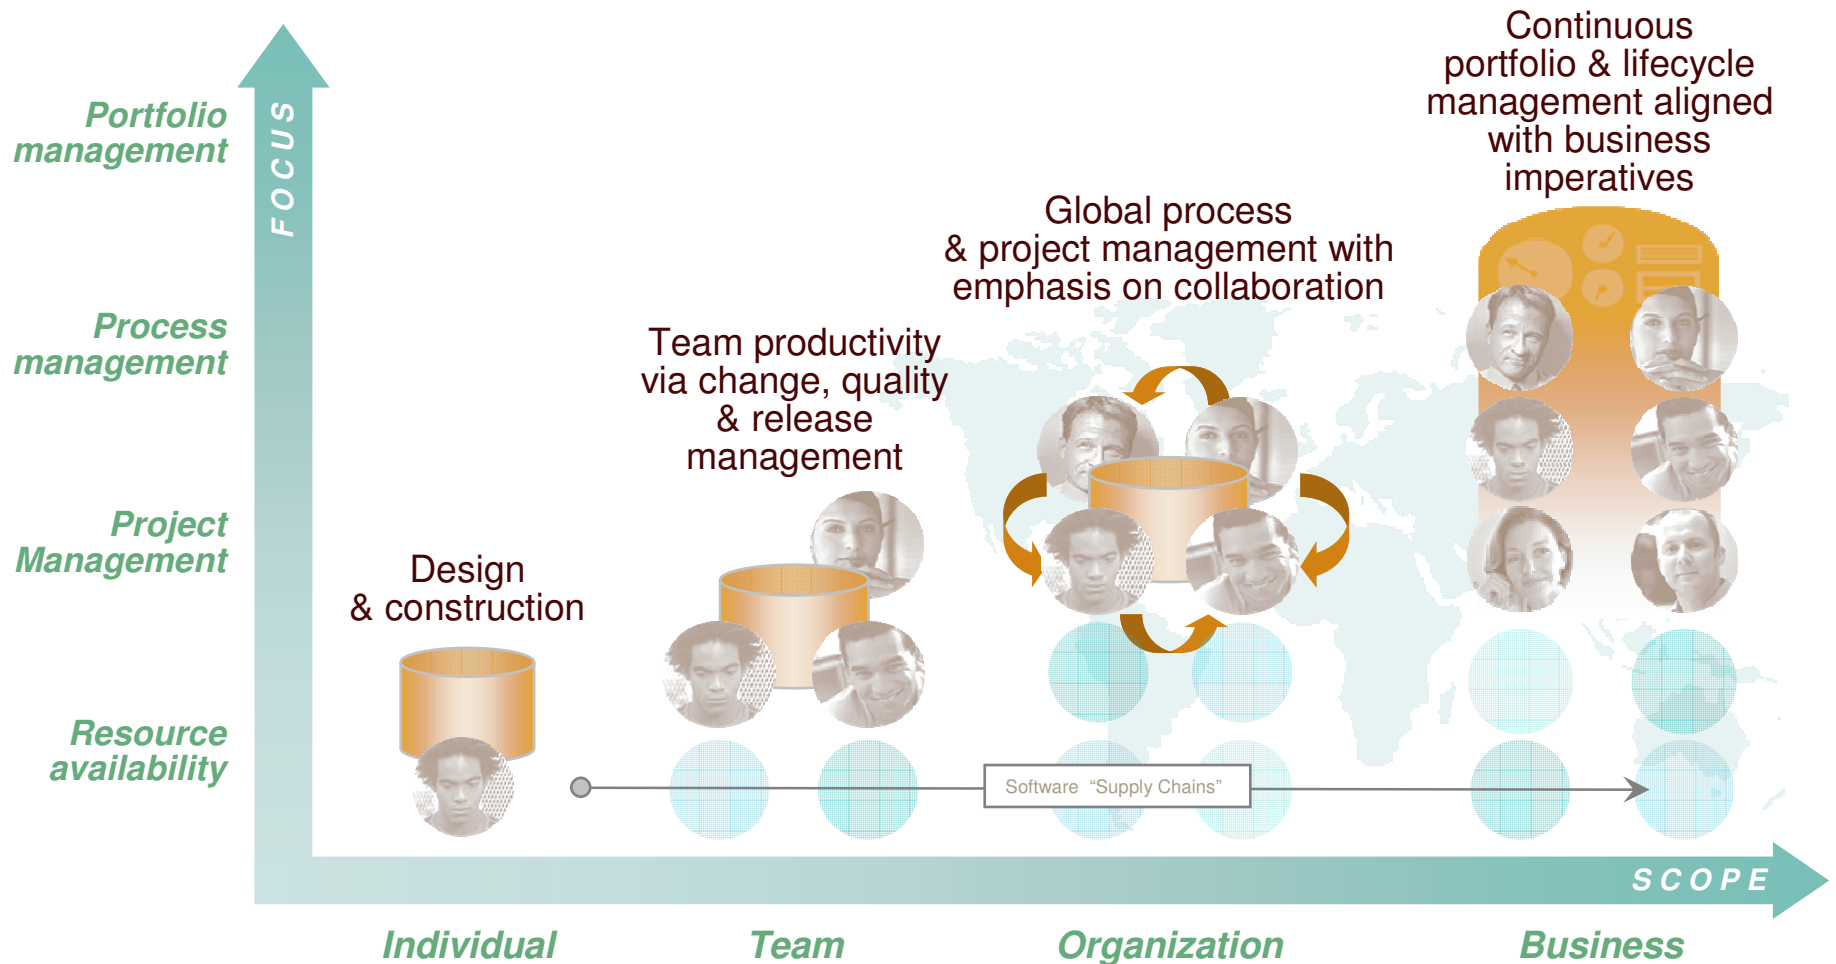 Portfolio
management
Process
management
Project
Management
Resource
availability
FOCUS
Design
& construction
Team productivity
via change, quality
& release
management
Global process
& project management with
emphasis on collaboration
Continuous
portfolio & lifecycle
management aligned
with business
imperatives
Software “Supply Chains”
SCOPE
Individual
Team
Organization
Business